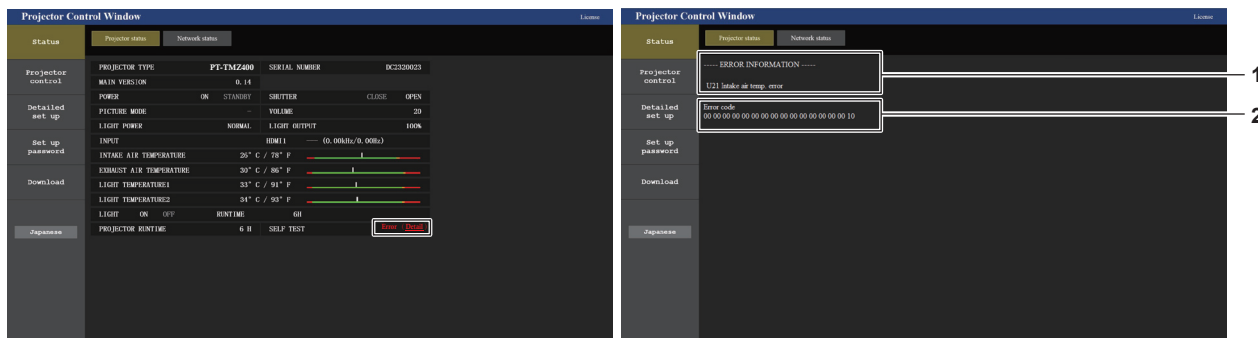 Projector Control Window
License
Status
Projector status
Network status
Projector control
Detailed set up
Set up password
Download
Japanese
PROJECTOR TYPE PT-TMZ400 SERIAL NUMBER DC2320023
MAIN VERSION 0.14
POWER ON STANDBY SHUTTER CLOSE OPEN
PICTURE MODE - VOLUME 20
LIGHT POWER NORMAL LIGHT OUTPUT 100%
INPUT HDMI1 ── (0.00kHz/0.00Hz)
INTAKE AIR TEMPERATURE 26° C / 78° F
EXHAUST AIR TEMPERATURE 30° C / 86° F
LIGHT TEMPERATURE1 33° C / 91° F
LIGHT TEMPERATURE2 34° C / 93° F
LIGHT ON OFF RUNTIME 6H
PROJECTOR RUNTIME 6 H SELF TEST Error : Detail
Projector Control Window
License
Status
Projector status
Network status
Projector control
Detailed set up
Set up password
Download
Japanese
----- ERROR INFORMATION -----
U21 Intake air temp. error
Error code
00 00 00 00 00 00 00 00 00 00 00 00 00 00 00 10
1
2